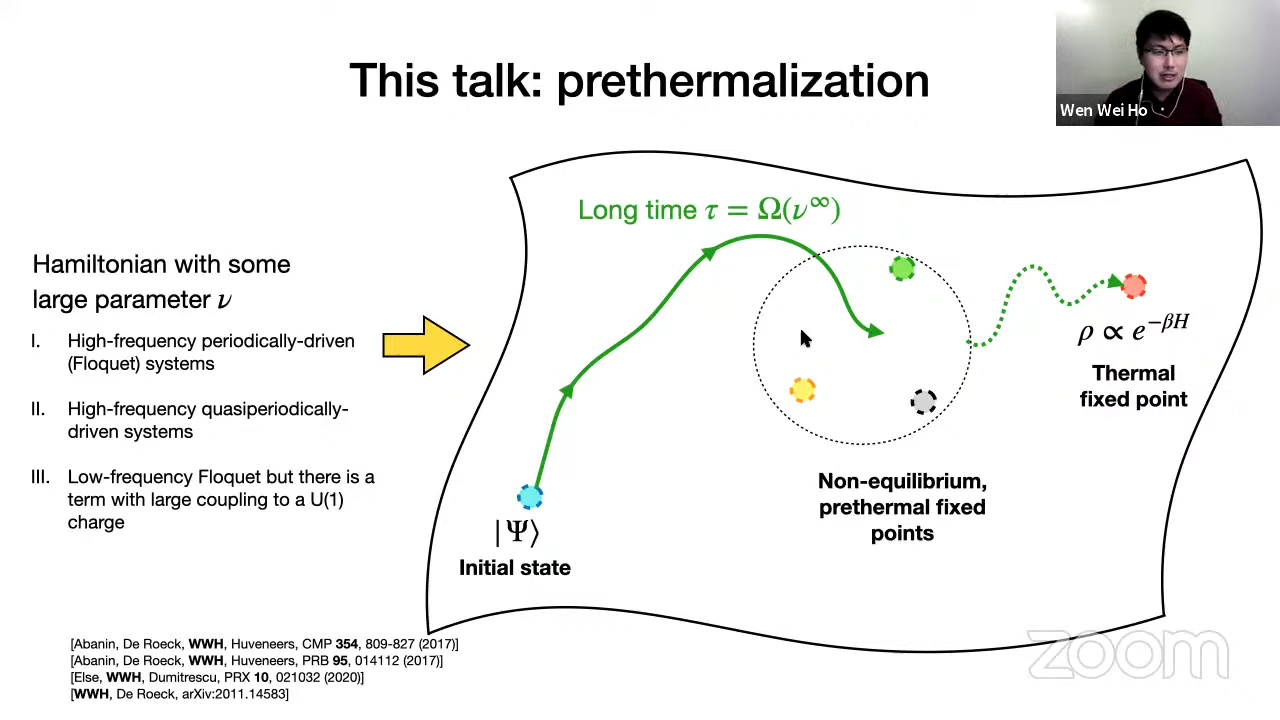 This talk: prethermalization
Wen Wei Ho
Long time τ = Ω(ν^∞)
Hamiltonian with some
large parameter ν
I. High-frequency periodically-driven
(Floquet) systems
II. High-frequency quasiperiodically-
driven systems
III. Low-frequency Floquet but there is a
term with large coupling to a U(1)
charge
|Ψ⟩
Initial state
Non-equilibrium,
prethermal fixed
points
ρ ∝ e^{-βH}
Thermal
fixed point
[Abanin, De Roeck, WWH, Huveneers, CMP 354, 809-827 (2017)]
[Abanin, De Roeck, WWH, Huveneers, PRB 95, 014112 (2017)]
[Else, WWH, Dumitrescu, PRX 10, 021032 (2020)]
[WWH, De Roeck, arXiv:2011.14583]
zoom